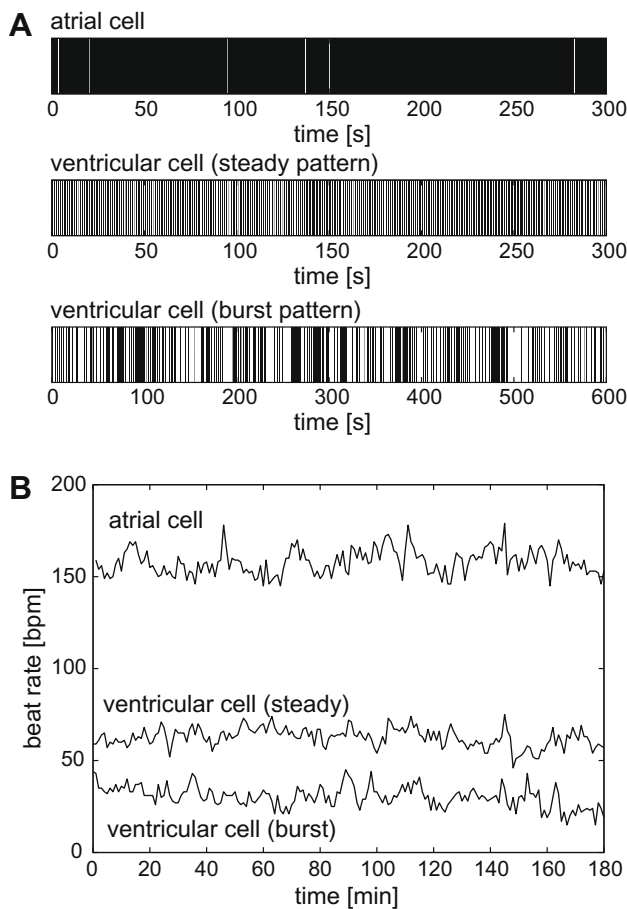 A
atrial cell
0 50 100 150 200 250 300
time [s]
ventricular cell (steady pattern)
0 50 100 150 200 250 300
time [s]
ventricular cell (burst pattern)
0 100 200 300 400 500 600
time [s]
B
200
atrial cell
150
beat rate [bpm]
100
ventricular cell (steady)
50
ventricular cell (burst)
0
0 20 40 60 80 100 120 140 160 180
time [min]